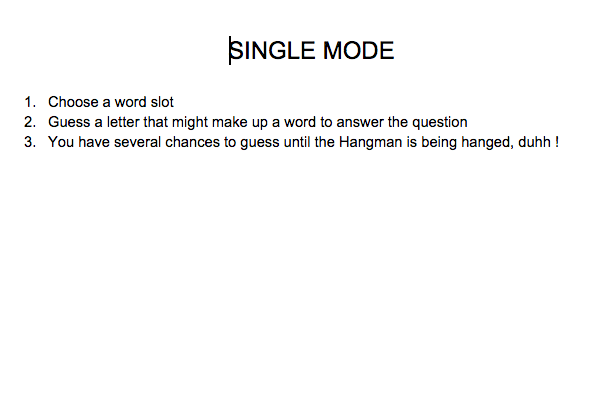 SINGLE MODE
1. Choose a word slot
2. Guess a letter that might make up a word to answer the question
3. You have several chances to guess until the Hangman is being hanged, duhh !